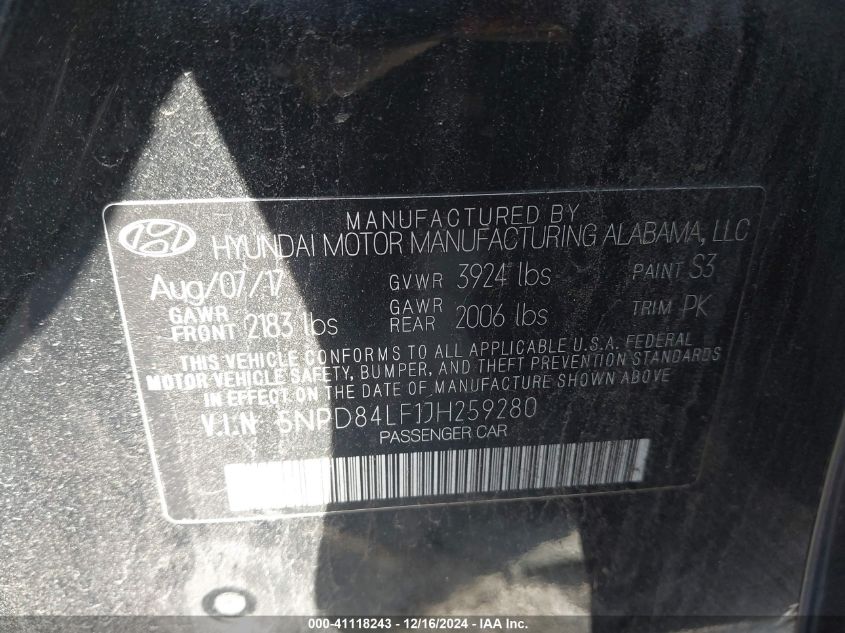 MANUFACTURED BY
HYUNDAI MOTOR MANUFACTURING ALABAMA, LLC
Aug/07/17 GVWR 3924 lbs PAINT S3
GAWR FRONT 2183 lbs GAWR REAR 2006 lbs TRIM PK
THIS VEHICLE CONFORMS TO ALL APPLICABLE U.S.A. FEDERAL
MOTOR VEHICLE SAFETY, BUMPER, AND THEFT PREVENTION STANDARDS
IN EFFECT ON THE DATE OF MANUFACTURE SHOWN ABOVE
V.I.N 5NPD84LF1JH259280
PASSENGER CAR
000-41118243 - 12/16/2024 - IAA Inc.